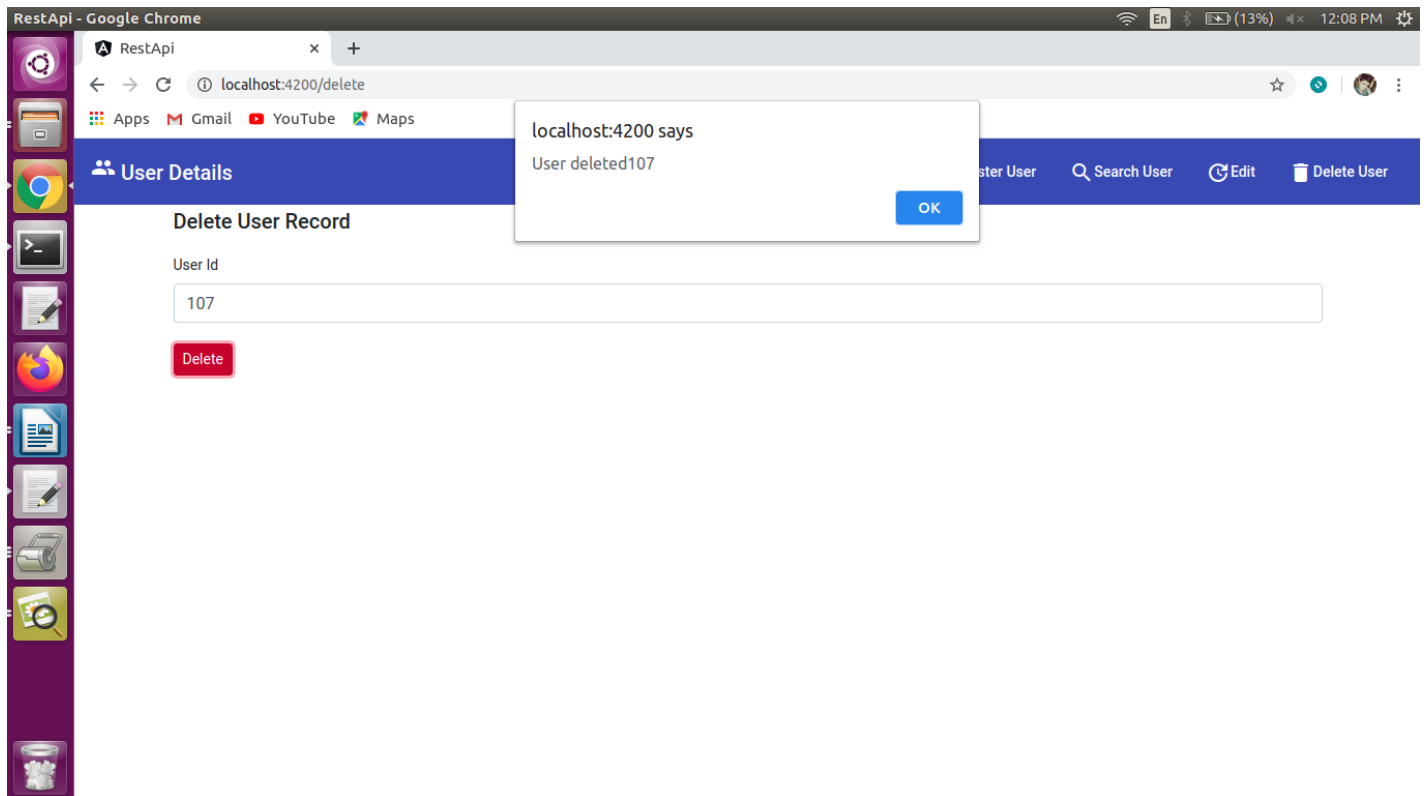 RestApi - Google Chrome
En
(13%)
12:08 PM
RestApi
localhost:4200/delete
Apps
Gmail
YouTube
Maps
localhost:4200 says
User deleted107
OK
User Details
ster User
Search User
Edit
Delete User
Delete User Record
User Id
107
Delete